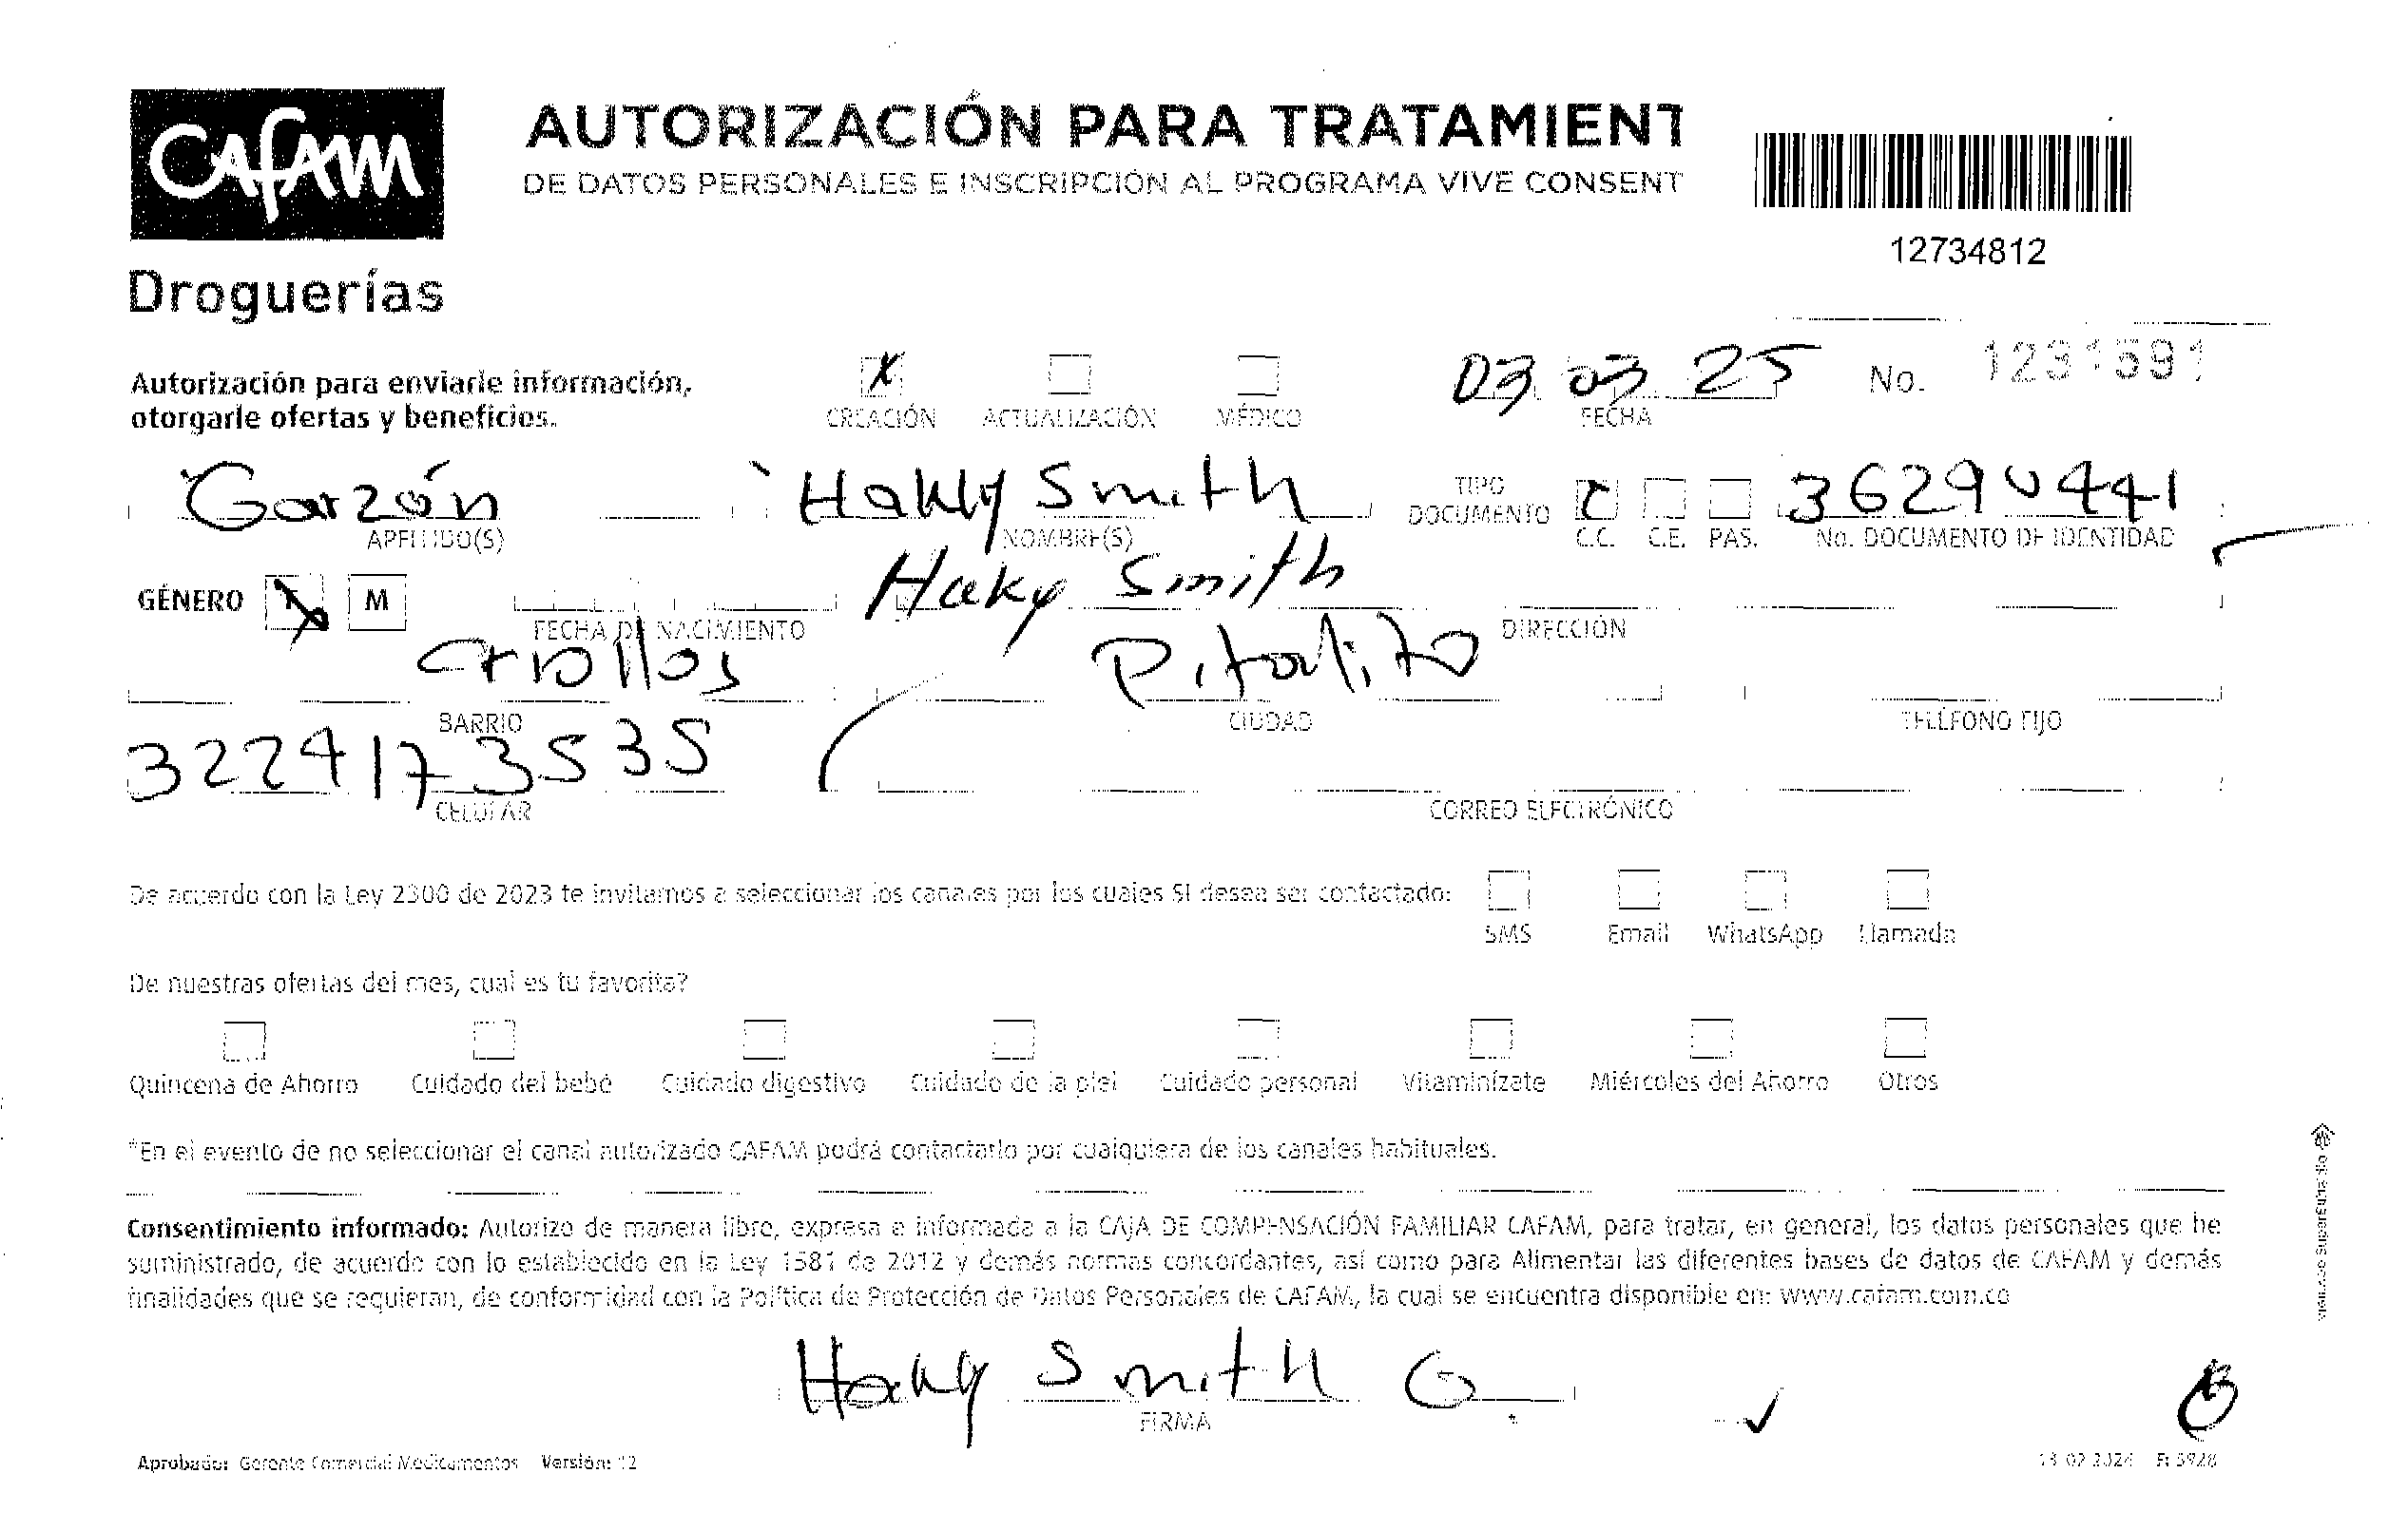 CAFAM
Droguerías
AUTORIZACIÓN PARA TRATAMIENT
DE DATOS PERSONALES E INSCRIPCIÓN AL PROGRAMA VIVE CONSENT
12734812
Autorización para enviarle información,
otorgarle ofertas y beneficios.
X
CREACIÓN ACTUALIZACIÓN MÉDICO
03 03 25
FECHA
No. 1231591
Garzón
APELLIDO(S)
Hakly Smith
NOMBRE(S)
TIPO
DOCUMENTO
C.C. C.E. PAS.
36290441
No. DOCUMENTO DE IDENTIDAD
GÉNERO F M
FECHA DE NACIMIENTO
Haky Smith
DIRECCIÓN
Criollos
BARRIO
Pitalito
CIUDAD
TELÉFONO FIJO
3224173535
CELULAR
CORREO ELECTRÓNICO
De acuerdo con la Ley 2300 de 2023 te invitamos a seleccionar los canales por los cuales SI desea ser contactado:
SMS Email WhatsApp Llamada
De nuestras ofertas del mes, cual es tu favorita?
Quincena de Ahorro Cuidado del bebé Cuidado digestivo Cuidado de la piel Cuidado personal Vitaminízate Miércoles del Ahorro Otros
*En el evento de no seleccionar el canal autorizado CAFAM podrá contactarlo por cualquiera de los canales habituales.
Consentimiento informado: Autorizo de manera libre, expresa e informada a la CAJA DE COMPENSACIÓN FAMILIAR CAFAM, para tratar, en general, los datos personales que he
suministrado, de acuerdo con lo establecido en la Ley 1581 de 2012 y demás normas concordantes, así como para Alimentar las diferentes bases de datos de CAFAM y demás
finalidades que se requieran, de conformidad con la Política de Protección de Datos Personales de CAFAM, la cual se encuentra disponible en: www.cafam.com.co
Haky Smith G
FIRMA
Aprobado: Gerente Comercial Medicamentos Versión: 12
F: 5928
VIGILADO SuperSubsidio